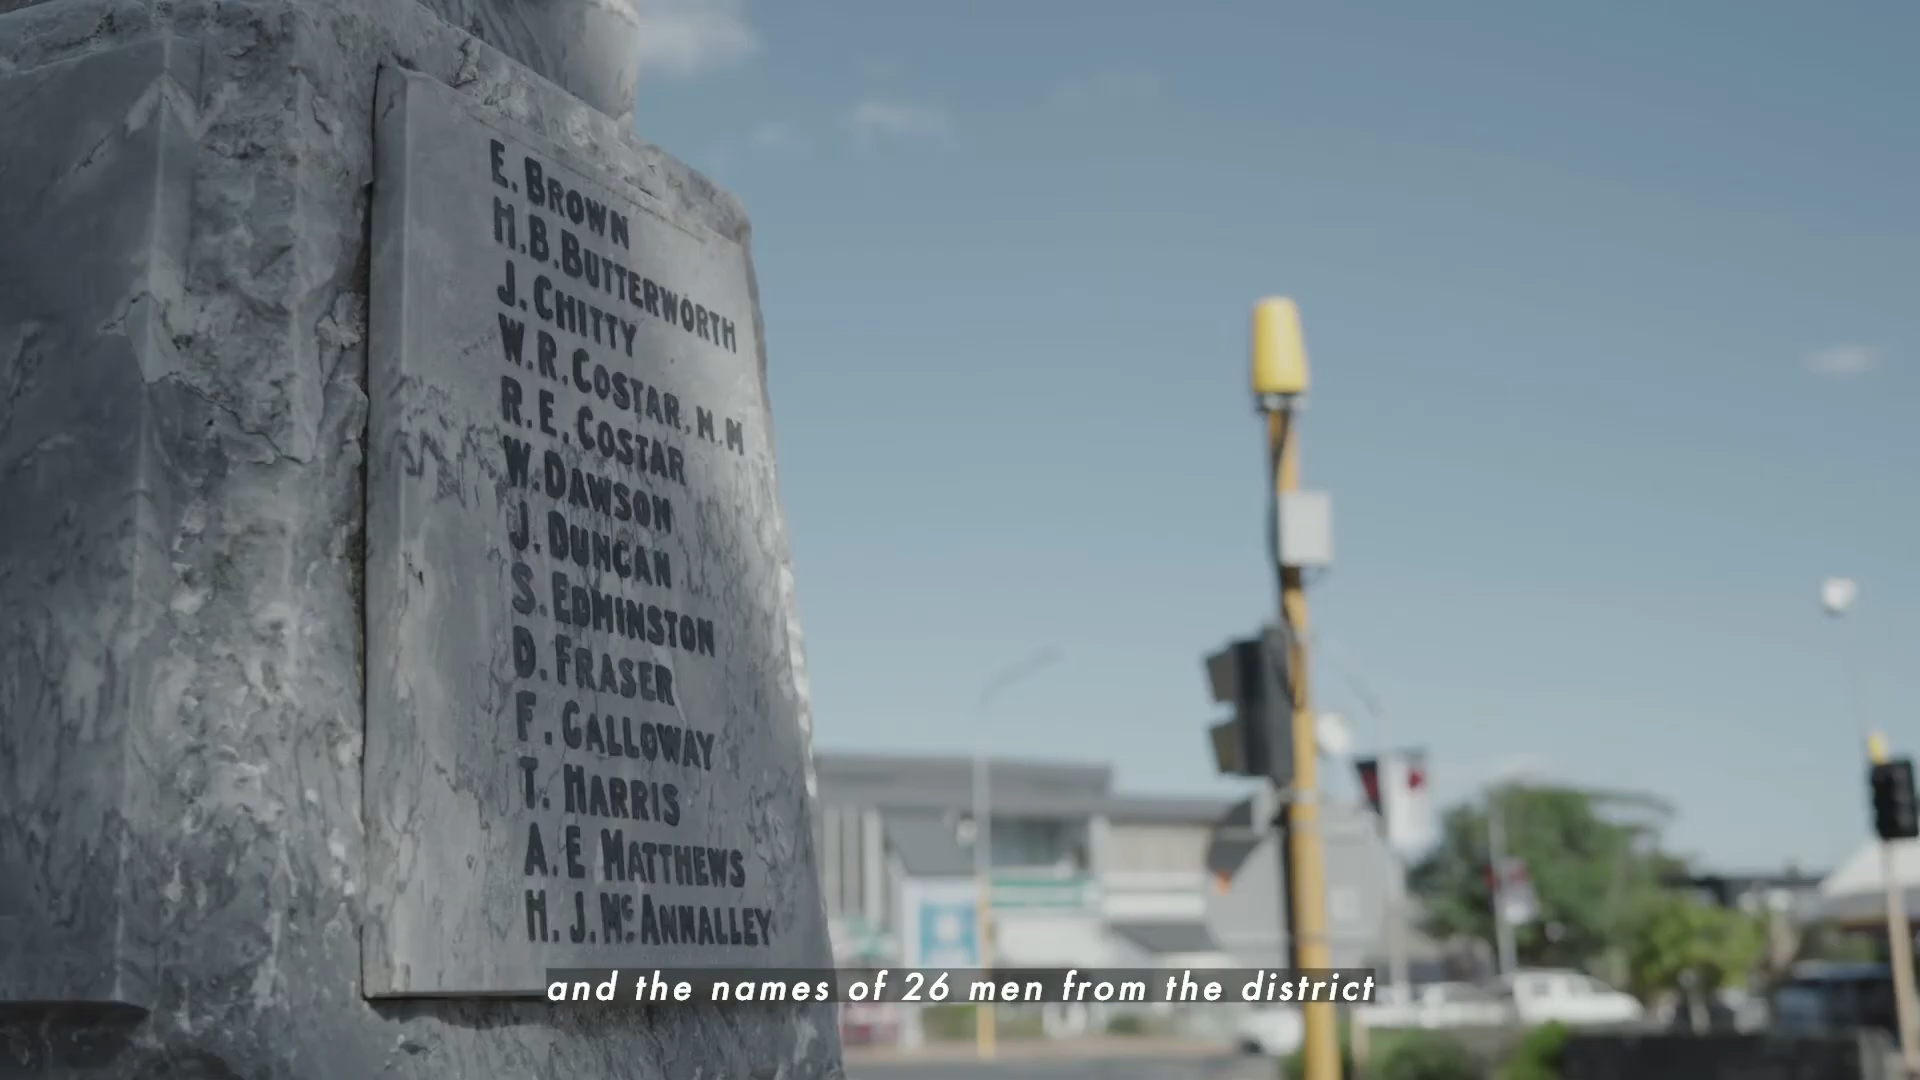 E. BROWN
H.B. BUTTERWORTH
J. CHITTY
W.R. COSTAR. M.M
R.E. COSTAR
W. DAWSON
J. DUNCAN
S. EDMINSTON
D. FRASER
F. GALLOWAY
T. HARRIS
A.E MATTHEWS
H. J. McANNALLEY
and the names of 26 men from the district